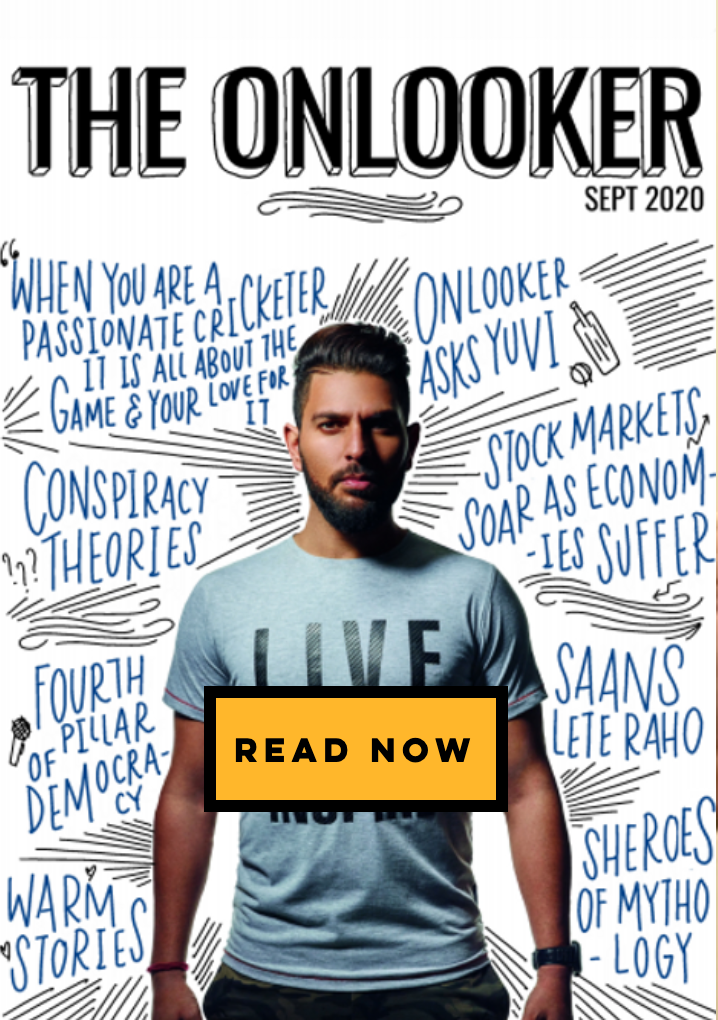 THE ONLOOKER
SEPT 2020
“WHEN YOU ARE A
PASSIONATE CRICKETER
IT IS ALL ABOUT THE
GAME & YOUR LOVE FOR
IT
ONLOOKER
ASKS YUVI
STOCK MARKETS
SOAR AS ECONOM-
-IES SUFFER
CONSPIRACY
??? THEORIES
LIVE
FOURTH
PILLAR
OF DEMOCRA-
CY
SAANS
LETE RAHO
READ NOW
SHEROES
OF MYTHO
- LOGY
WARM
STORIES